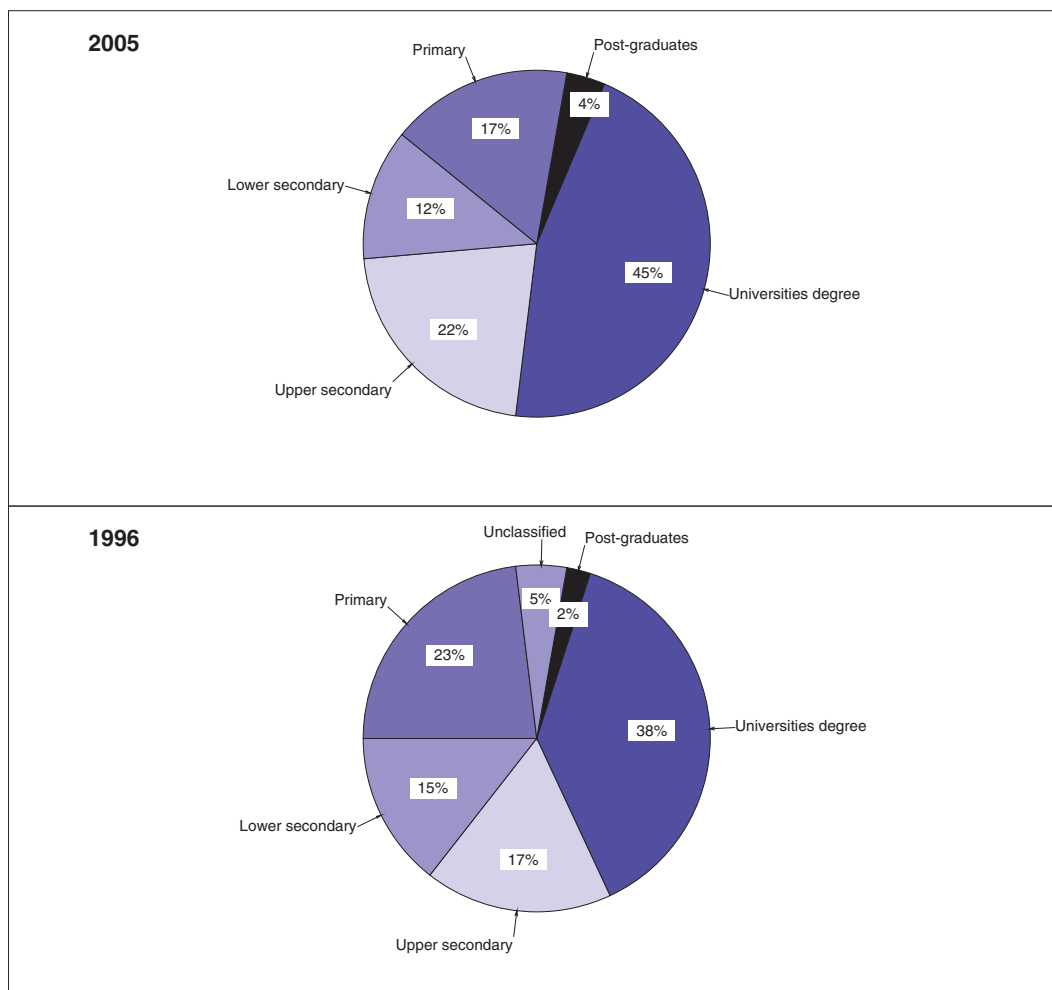 2005
Post-graduates
Primary
4%
17%
Lower secondary
12%
45%
Universities degree
22%
Upper secondary
1996
Unclassified
Post-graduates
Primary
5%
2%
23%
Universities degree
38%
15%
Lower secondary
17%
Upper secondary